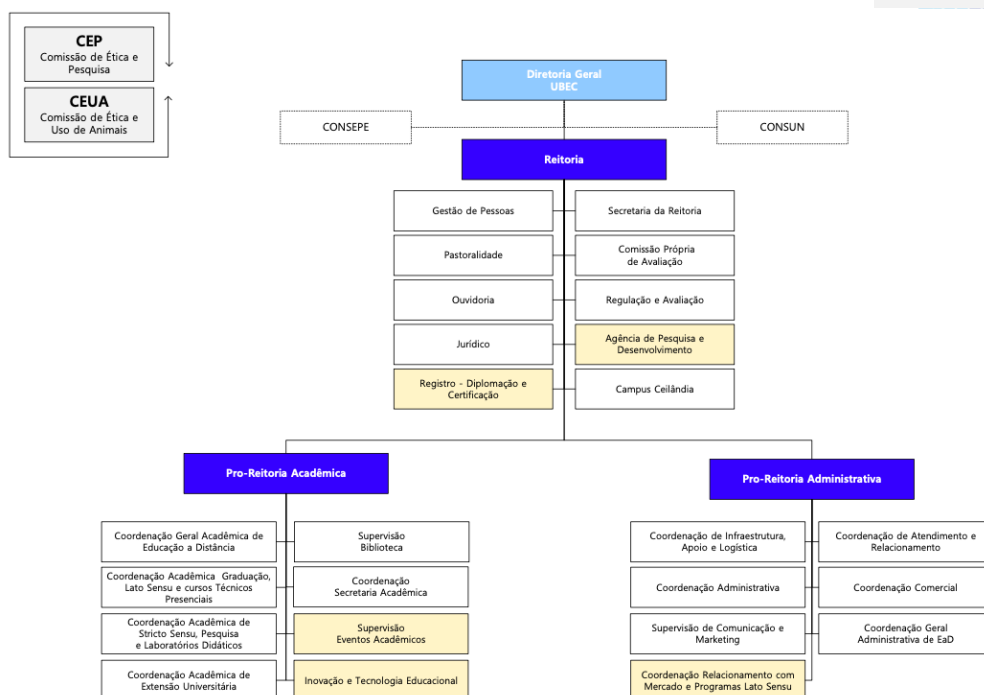 CEP
Comissão de Ética e
Pesquisa
CEUA
Comissão de Ética e
Uso de Animais
Diretoria Geral
UBEC
CONSEPE
CONSUN
Reitoria
Gestão de Pessoas
Secretaria da Reitoria
Pastoralidade
Comissão Própria
de Avaliação
Ouvidoria
Regulação e Avaliação
Jurídico
Agência de Pesquisa e
Desenvolvimento
Registro - Diplomação e
Certificação
Campus Ceilândia
Pro-Reitoria Acadêmica
Pro-Reitoria Administrativa
Coordenação Geral Acadêmica de
Educação a Distância
Supervisão
Biblioteca
Coordenação Acadêmica Graduação,
Lato Sensu e cursos Técnicos
Presenciais
Coordenação
Secretaria Acadêmica
Coordenação Acadêmica de
Stricto Sensu, Pesquisa
e Laboratórios Didáticos
Supervisão
Eventos Acadêmicos
Coordenação Acadêmica de
Extensão Universitária
Inovação e Tecnologia Educacional
Coordenação de Infraestrutura,
Apoio e Logística
Coordenação de Atendimento e
Relacionamento
Coordenação Administrativa
Coordenação Comercial
Supervisão de Comunicação e
Marketing
Coordenação Geral
Administrativa de EaD
Coordenação Relacionamento com
Mercado e Programas Lato Sensu